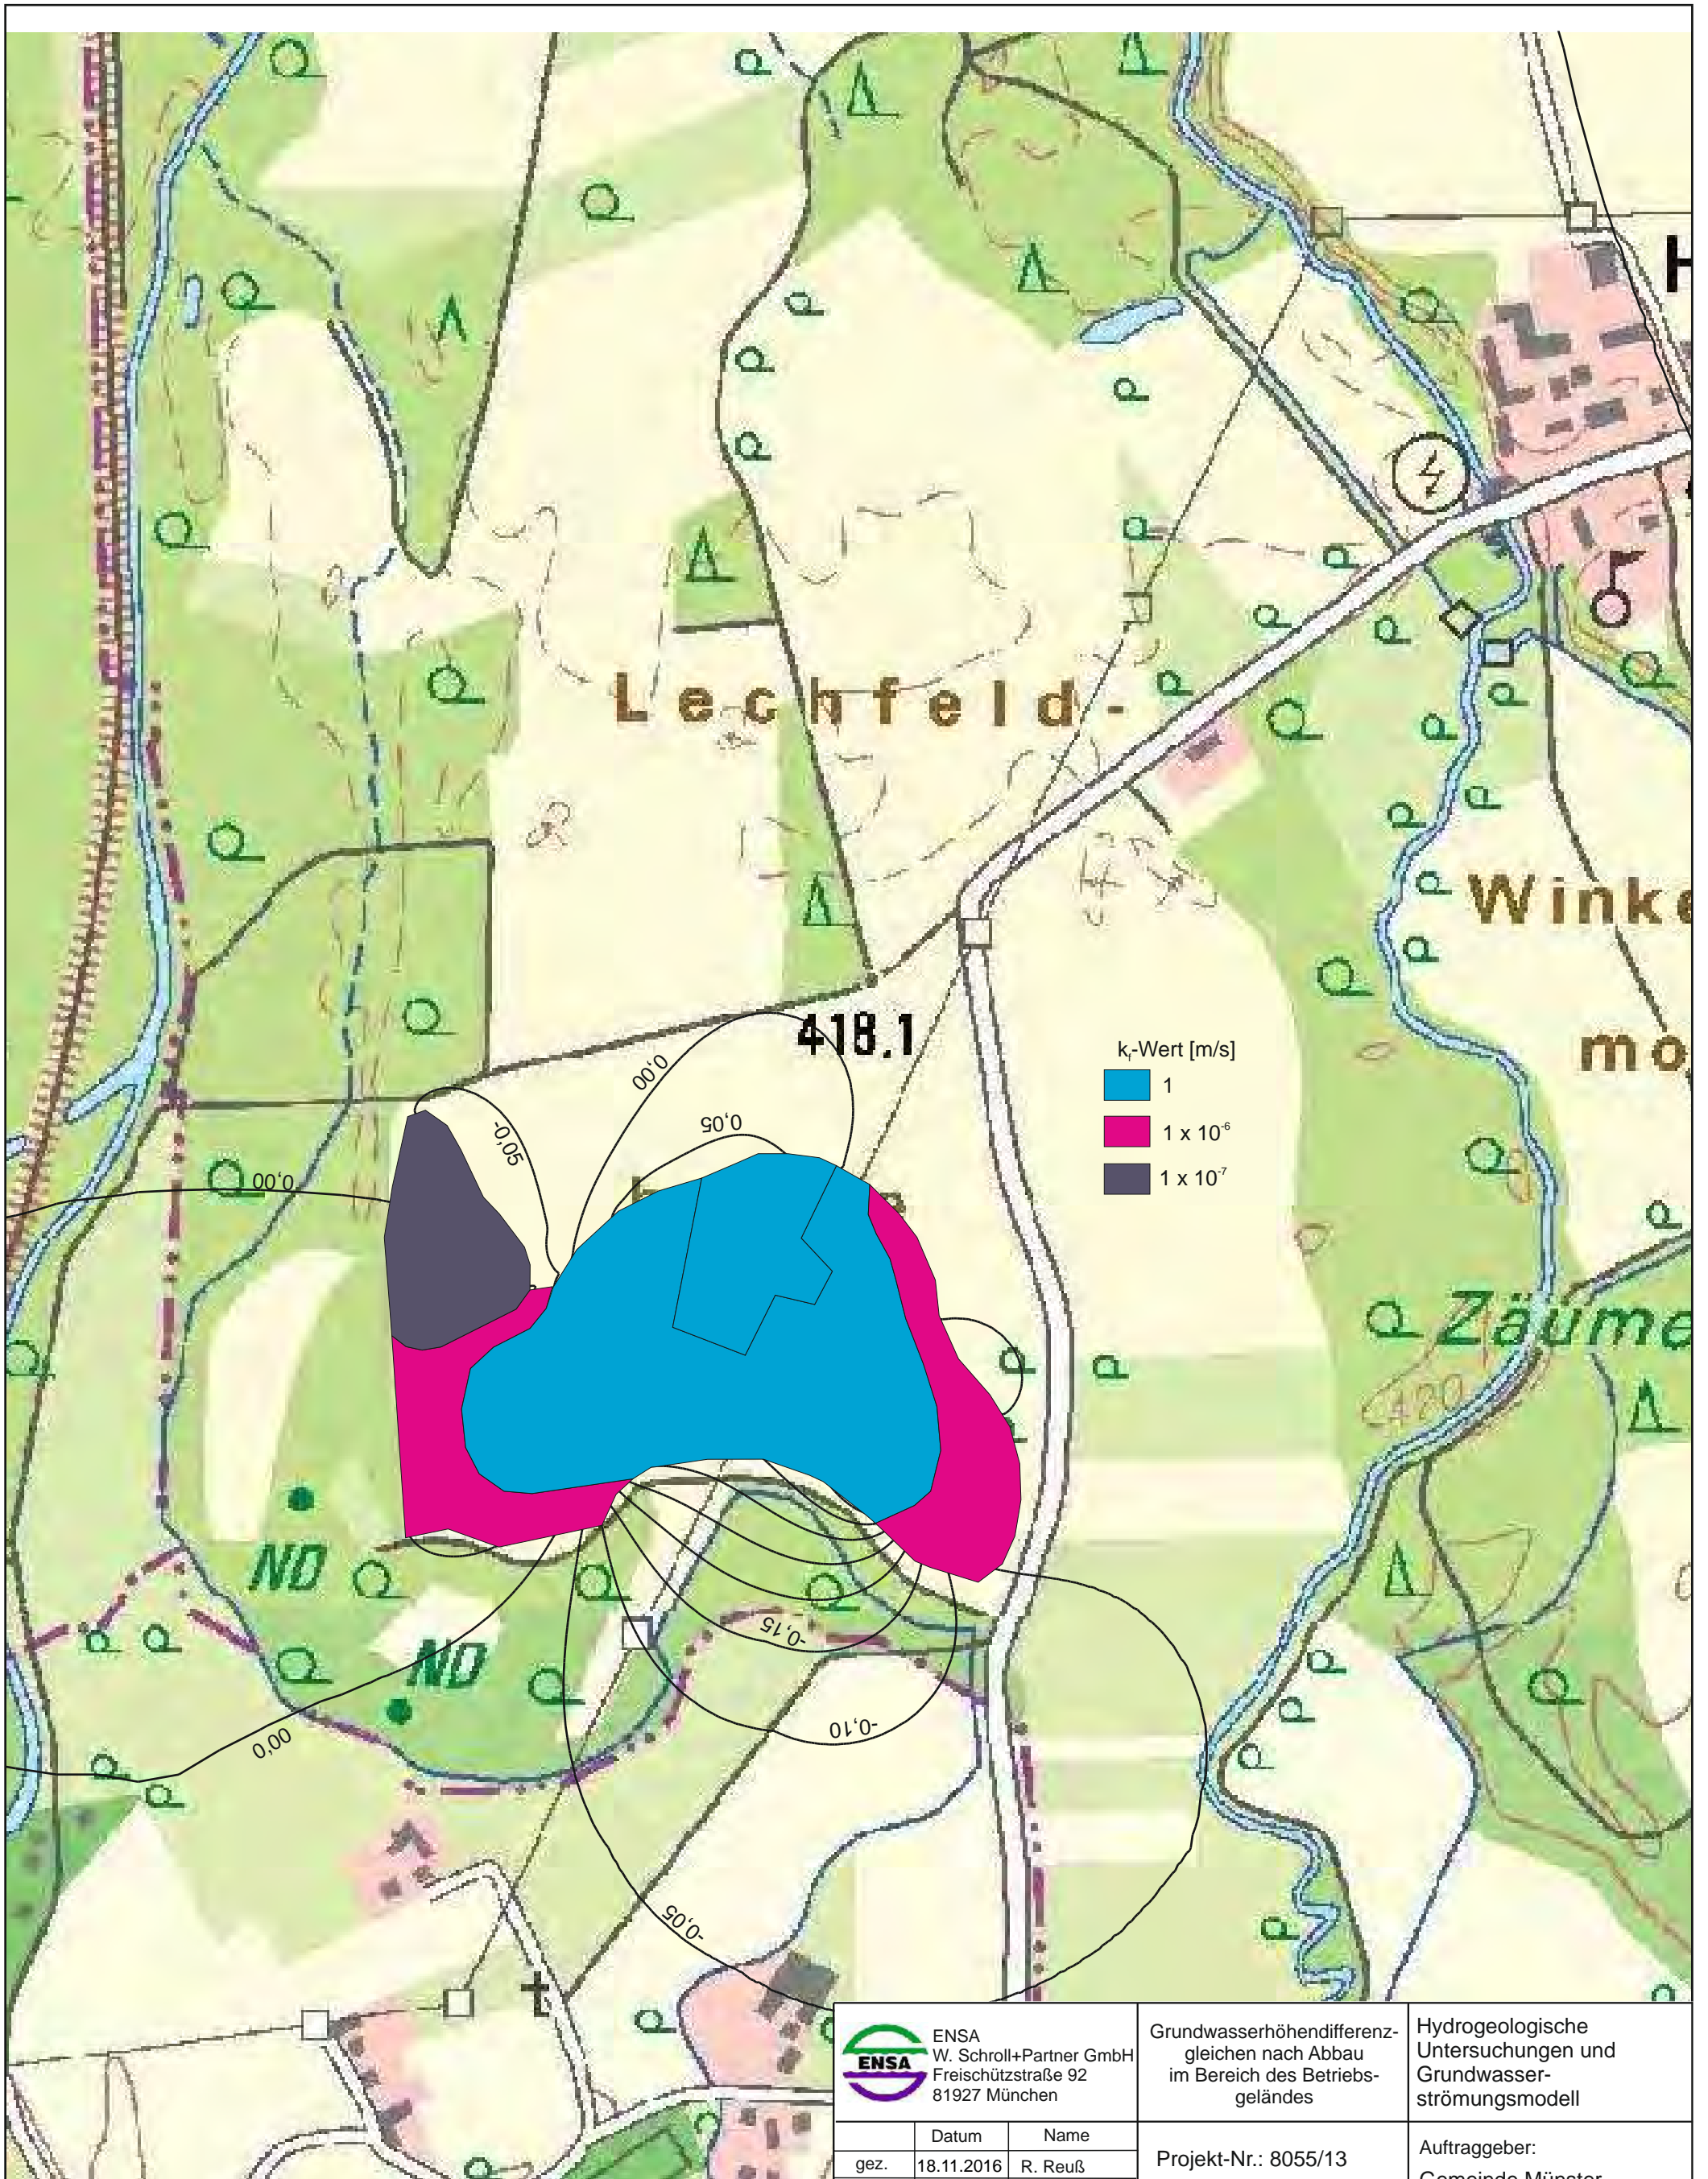 H
Lechfeld-
Winke
mo
418.1
kf-Wert [m/s]
1
1 x 10-6
1 x 10-7
0,00
0,05
-0,05
0,00
Zäume
420
ND
ND
-0,15
-0,10
0,00
-0,05
t
ENSA
ENSA
W. Schroll+Partner GmbH
Freischützstraße 92
81927 München
Grundwasserhöhendifferenz-
gleichen nach Abbau
im Bereich des Betriebs-
geländes
Hydrogeologische
Untersuchungen und
Grundwasser-
strömungsmodell
Datum Name
gez. 18.11.2016 R. Reuß
Projekt-Nr.: 8055/13
Auftraggeber:
Gemeinde Münster